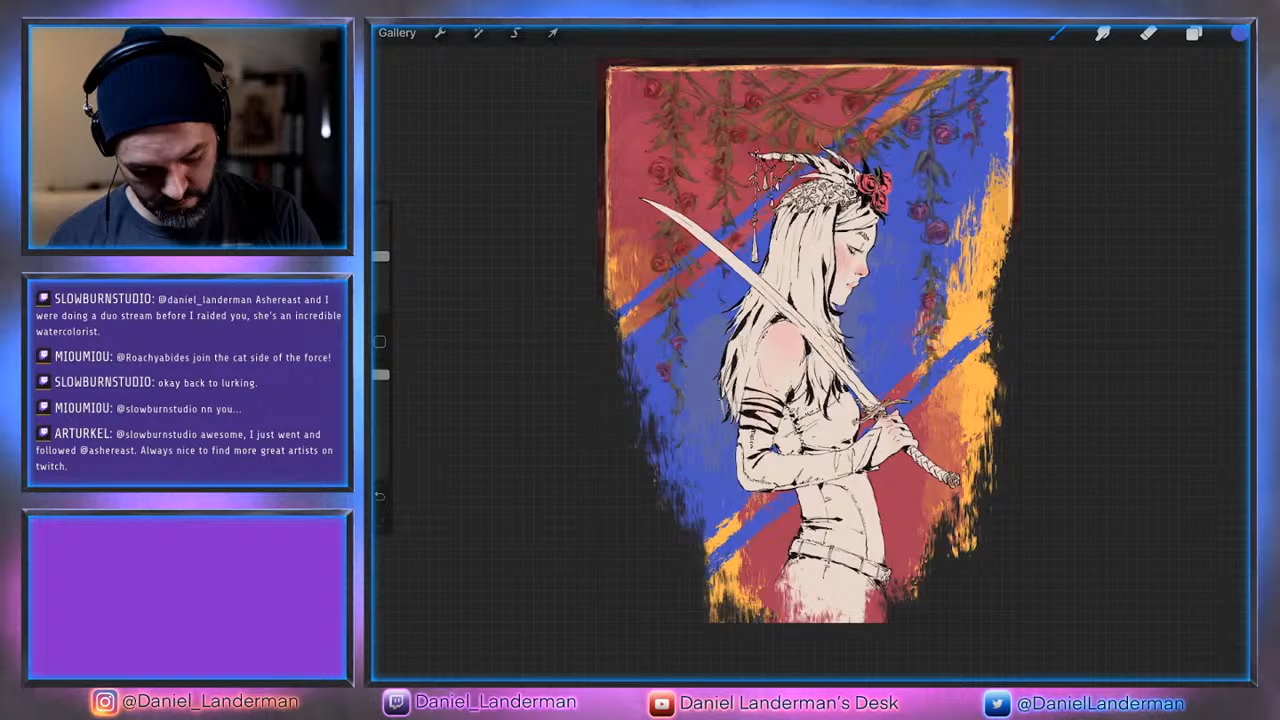 Gallery
SLOWBURNSTUDIO: @daniel_landerman Ashereast and I
were doing a duo stream before I raided you, she's an incredible
watercolorist.
MIOUMIOU: @Roachyabides join the cat side of the force!
SLOWBURNSTUDIO: okay back to lurking.
MIOUMIOU: @slowburnstudio nn you...
ARTURKEL: @slowburnstudio awesome, I just went and
followed @ashereast. Always nice to find more great artists on
twitch.
@Daniel_Landerman
Daniel_Landerman
Daniel Landerman's Desk
@DanielLanderman